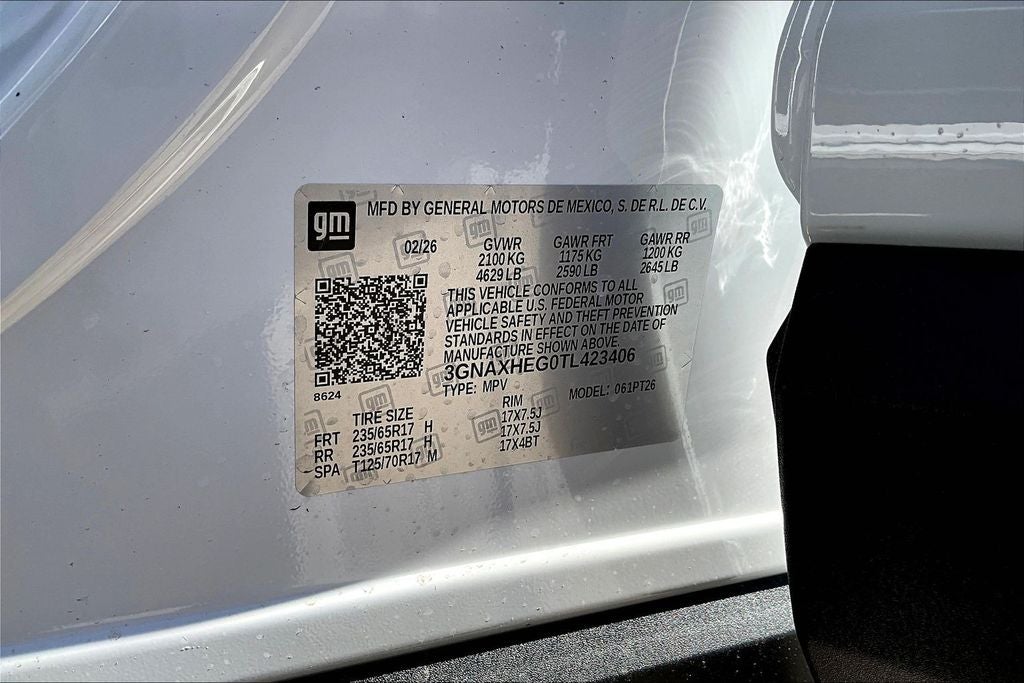 gm MFD BY GENERAL MOTORS DE MEXICO, S. DE R.L. DE C.V.
02/26 GVWR GAWR FRT GAWR RR
2100 KG 1175 KG 1200 KG
4629 LB 2590 LB 2645 LB
THIS VEHICLE CONFORMS TO ALL
APPLICABLE U.S. FEDERAL MOTOR
VEHICLE SAFETY AND THEFT PREVENTION
STANDARDS IN EFFECT ON THE DATE OF
MANUFACTURE SHOWN ABOVE.
3GNAXHEG0TL423406
TYPE: MPV MODEL: 061PT26
8624
TIRE SIZE RIM
FRT 235/65R17 H 17X7.5J
RR 235/65R17 H 17X7.5J
SPA T125/70R17 M 17X4BT